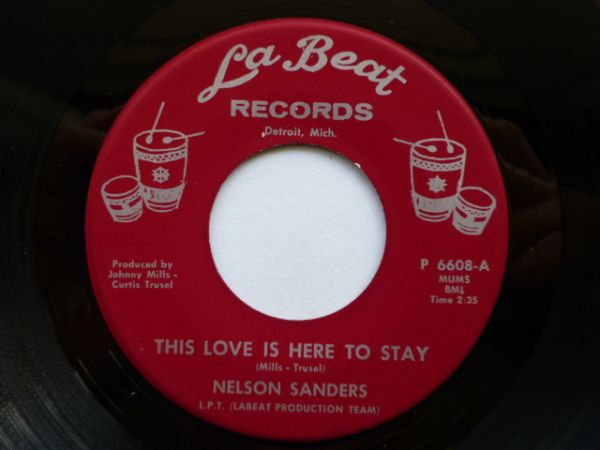 La Beat
RECORDS
Detroit, Mich.
Produced by
Johnny Mills -
Curtis Trusel
P 6608-A
MUMS
BMI
Time 2:35
THIS LOVE IS HERE TO STAY
(Mills - Trusel)
NELSON SANDERS
L.P.T. (LABEAT PRODUCTION TEAM)